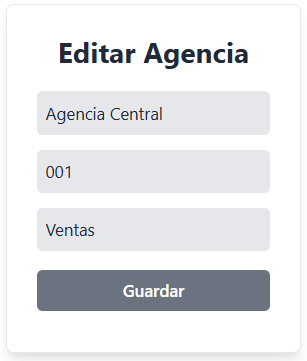 Editar Agencia
Agencia Central
001
Ventas
Guardar